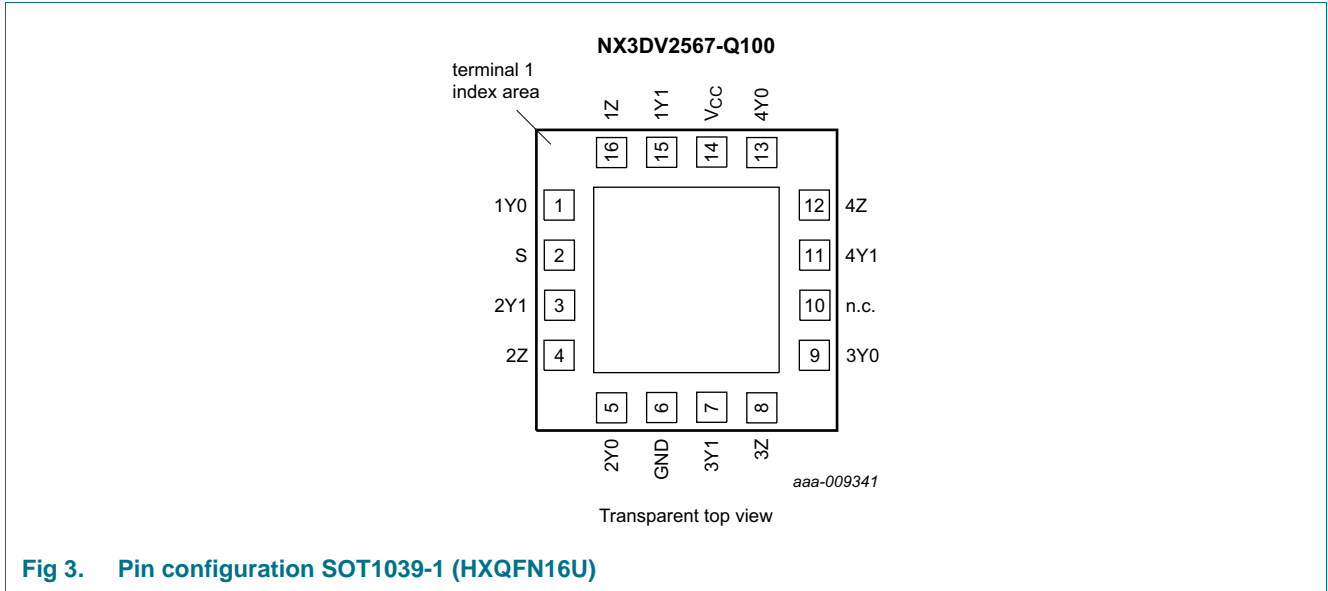 NX3DV2567-Q100
terminal 1
index area
1Z 1Y1 VCC 4Y0
16 15 14 13
1Y0 1 12 4Z
S 2 11 4Y1
2Y1 3 10 n.c.
2Z 4 9 3Y0
5 6 7 8
2Y0 GND 3Y1 3Z
aaa-009341
Transparent top view
Fig 3. Pin configuration SOT1039-1 (HXQFN16U)